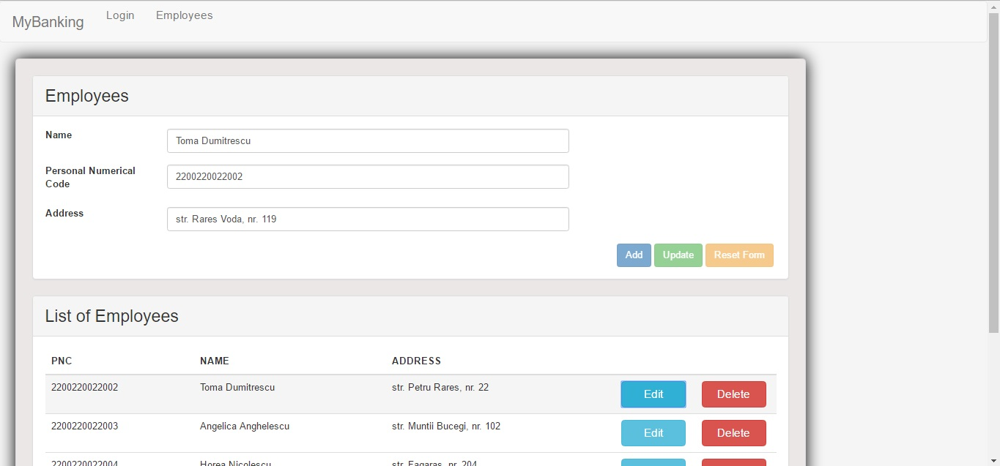 MyBanking Login Employees
Employees
Name Toma Dumitrescu
Personal Numerical Code 2200220022002
Address str. Rares Voda, nr. 119
Add Update Reset Form
List of Employees
PNC NAME ADDRESS
2200220022002 Toma Dumitrescu str. Petru Rares, nr. 22 Edit Delete
2200220022003 Angelica Anghelescu str. Muntii Bucegi, nr. 102 Edit Delete
2200220022004 Horea Nicolescu str. Fagaras, nr. 204